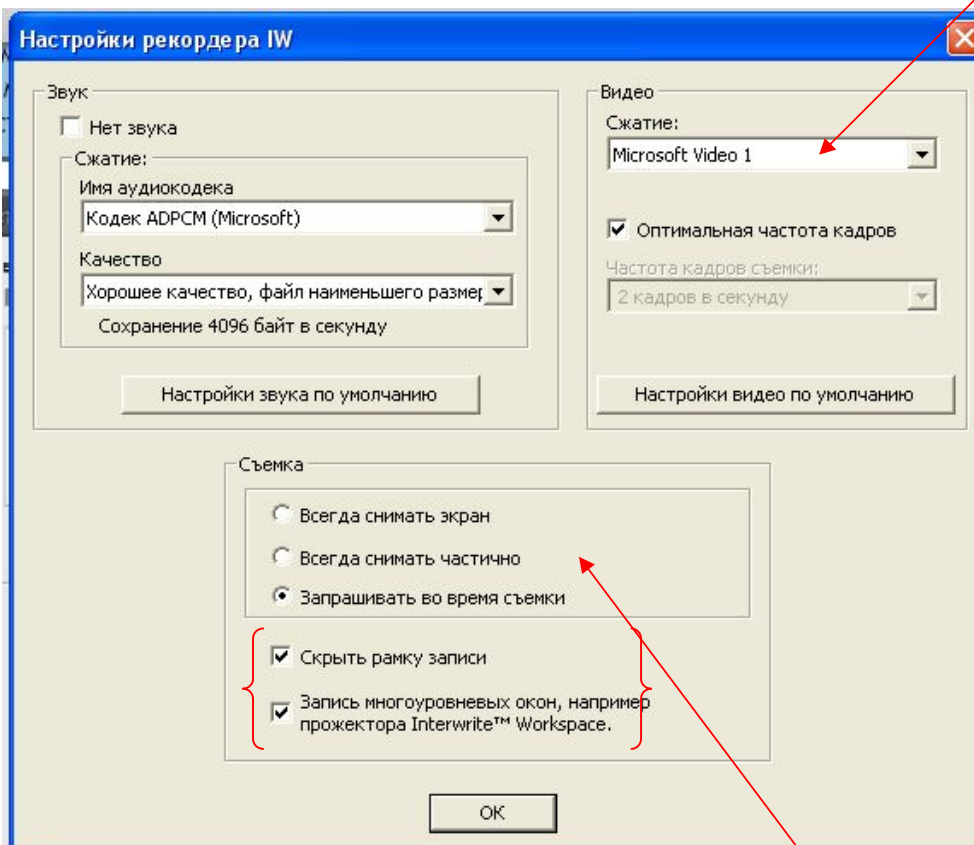 Настройки рекордера IW
Звук
Нет звука
Сжатие:
Имя аудиокодека
Кодек ADPCM (Microsoft)
Качество
Хорошее качество, файл наименьшего размер
Сохранение 4096 байт в секунду
Настройки звука по умолчанию
Видео
Сжатие:
Microsoft Video 1
Оптимальная частота кадров
Частота кадров съемки:
2 кадров в секунду
Настройки видео по умолчанию
Съемка
Всегда снимать экран
Всегда снимать частично
Запрашивать во время съемки
Скрыть рамку записи
Запись многоуровневых окон, например
прожектора Interwrite™ Workspace.
ОК